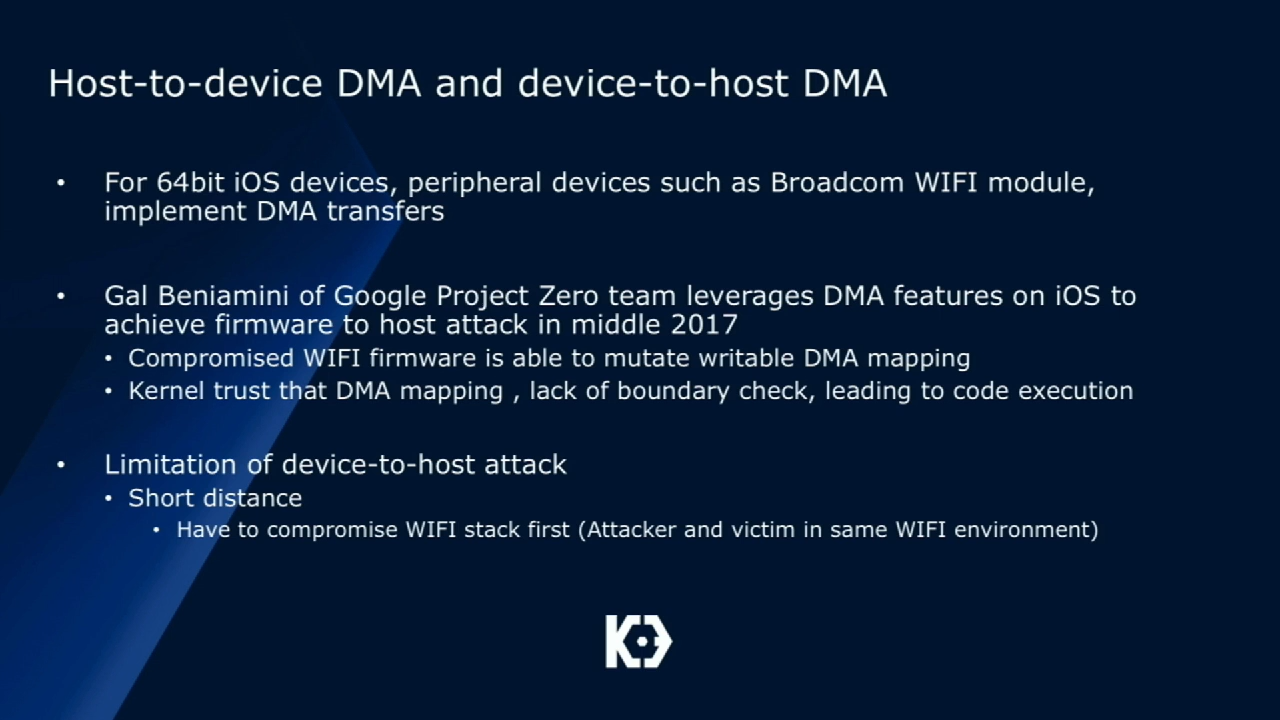 Host-to-device DMA and device-to-host DMA
• For 64bit iOS devices, peripheral devices such as Broadcom WIFI module,
implement DMA transfers
• Gal Beniamini of Google Project Zero team leverages DMA features on iOS to
achieve firmware to host attack in middle 2017
• Compromised WIFI firmware is able to mutate writable DMA mapping
• Kernel trust that DMA mapping , lack of boundary check, leading to code execution
• Limitation of device-to-host attack
• Short distance
• Have to compromise WIFI stack first (Attacker and victim in same WIFI environment)